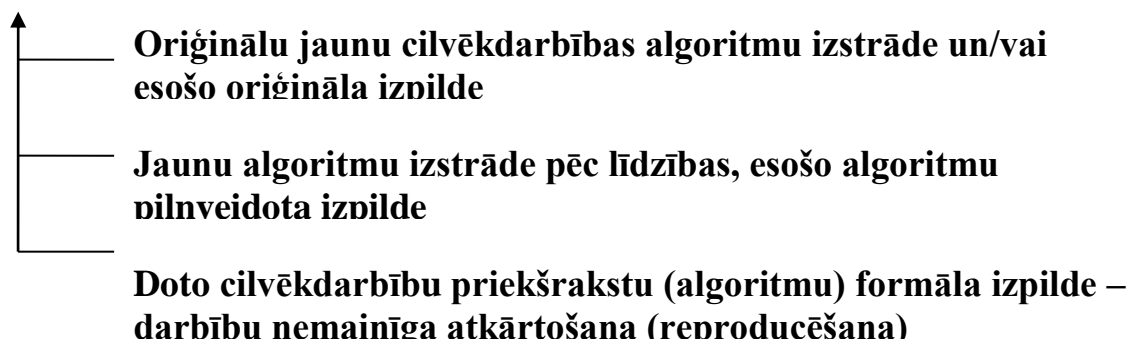 Oriģinālu jaunu cilvēkdarbības algoritmu izstrāde un/vai
esošo oriģināla izpilde
Jaunu algoritmu izstrāde pēc līdzības, esošo algoritmu
pilnveidota izpilde
Doto cilvēkdarbību priekšrakstu (algoritmu) formāla izpilde –
darbību nemainīga atkārtošana (reproducēšana)